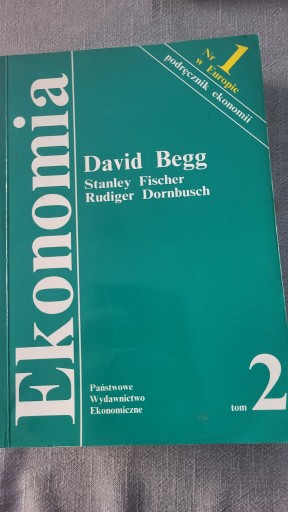 Nr 1
w Europie
podręcznik ekonomii
Ekonomia
David Begg
Stanley Fischer
Rudiger Dornbusch
Państwowe
Wydawnictwo
Ekonomiczne
tom 2